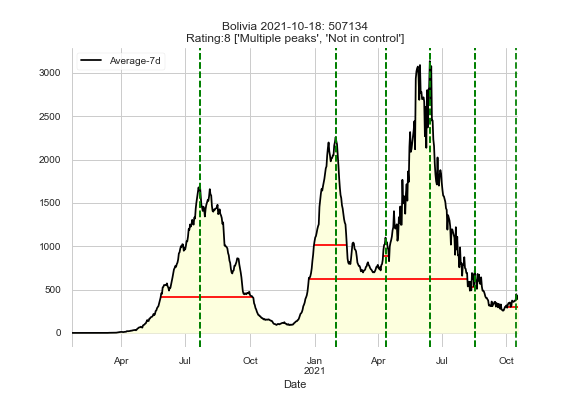 Bolivia 2021-10-18: 507134
Rating:8 ['Multiple peaks', 'Not in control']
Average-7d
3000
2500
2000
1500
1000
500
0
Apr Jul Oct Jan Apr Jul Oct
2021
Date